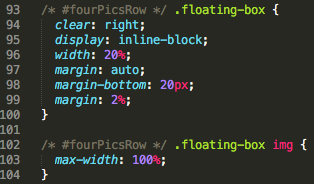 93 /* #fourPicsRow */ .floating-box {
94 clear: right;
95 display: inline-block;
96 width: 20%;
97 margin: auto;
98 margin-bottom: 20px;
99 margin: 2%;
100 }
101
102 /* #fourPicsRow */ .floating-box img {
103 max-width: 100%;
104 }